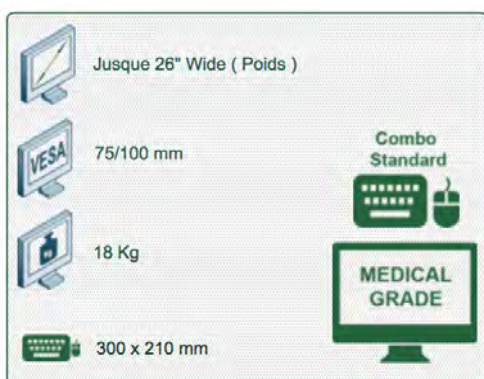 Jusque 26" Wide ( Poids )
VESA
75/100 mm
18 Kg
300 x 210 mm
Combo
Standard
MEDICAL
GRADE